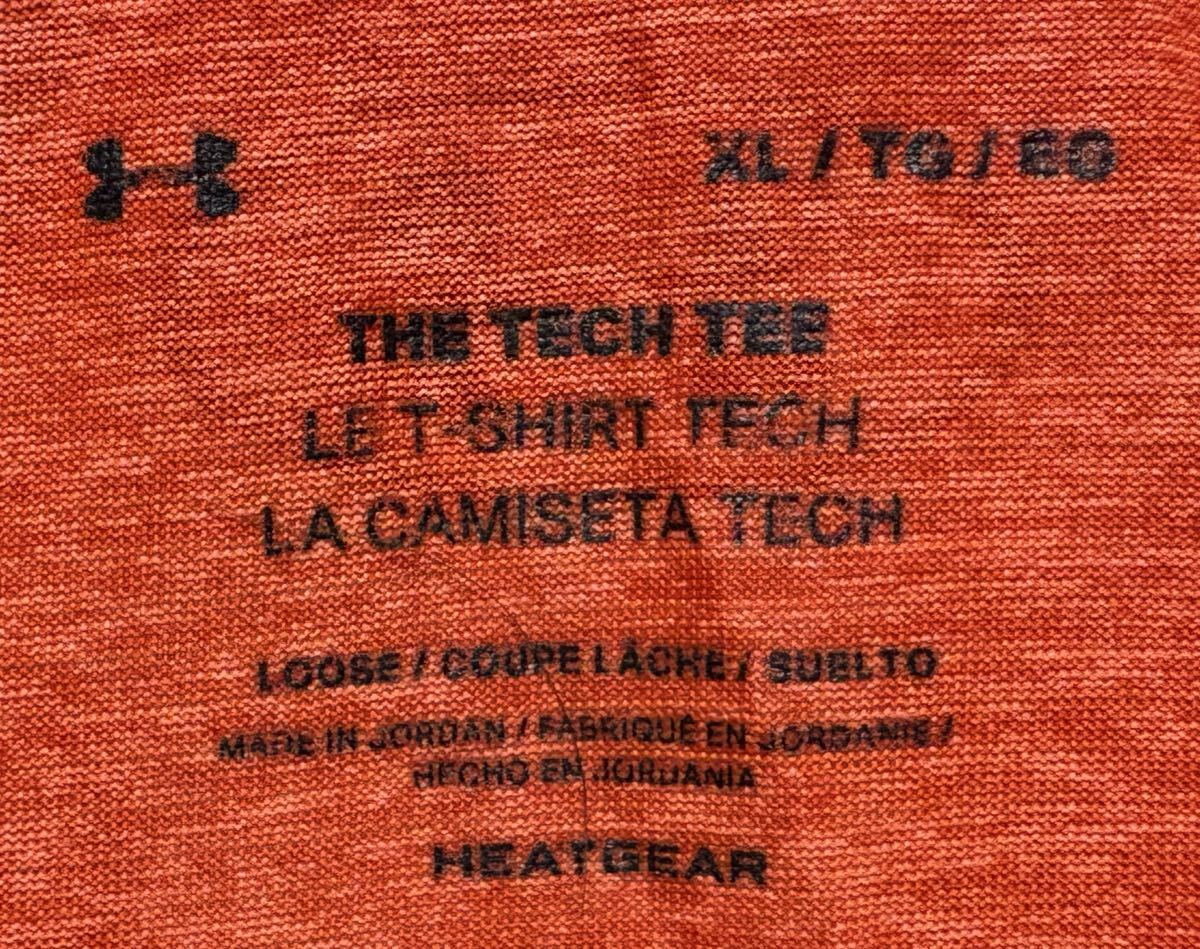 XL / TG / EG
THE TECH TEE
LE T-SHIRT TECH
LA CAMISETA TECH
LOOSE / COUPE LÂCHE / SUELTO
MADE IN JORDAN / FABRIQUÉ EN JORDANIE /
HECHO EN JORDANIA
HEATGEAR